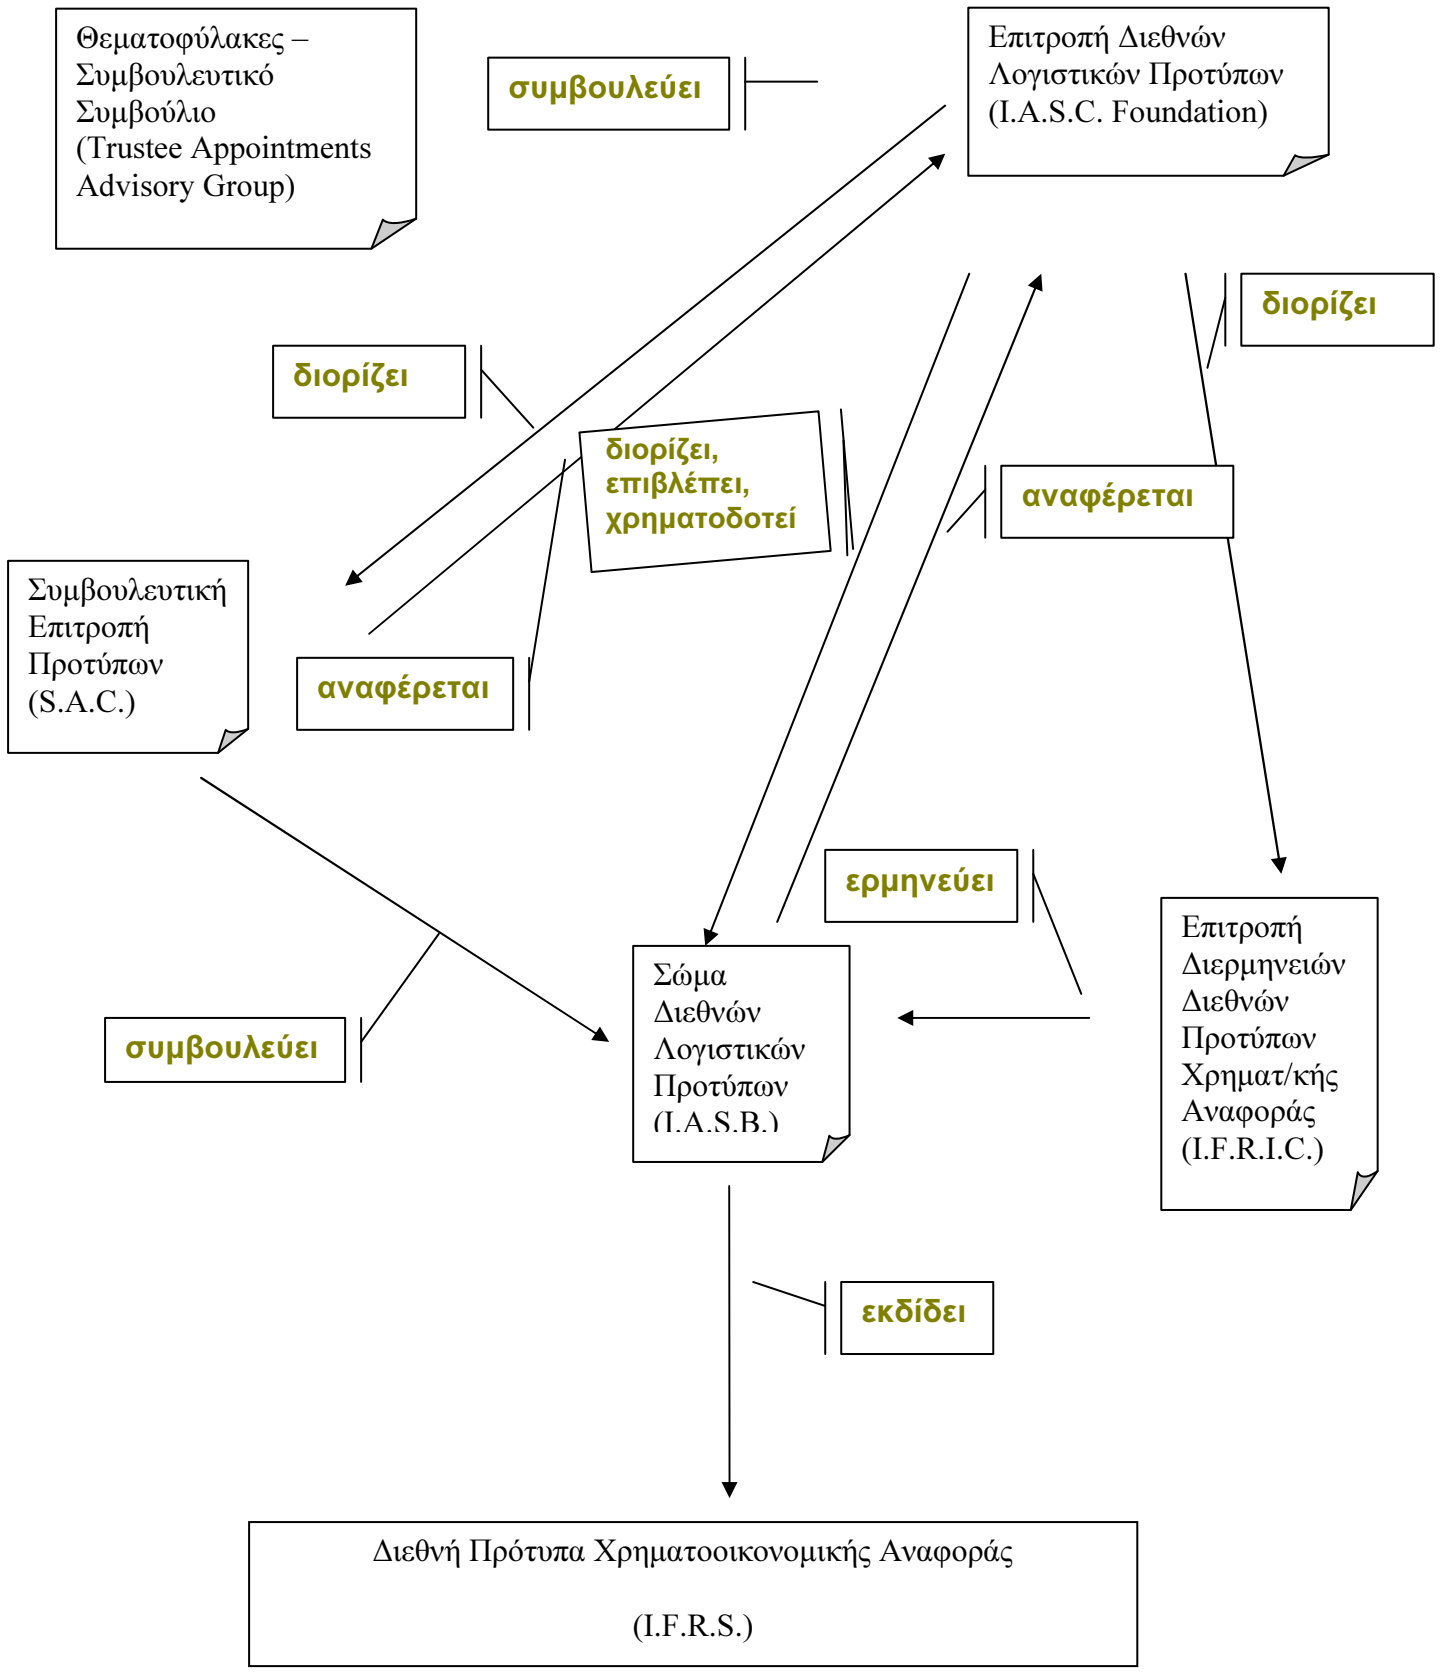 Θεματοφύλακες –
Συμβουλευτικό
Συμβούλιο
(Trustee Appointments
Advisory Group)
συμβουλεύει
Επιτροπή Διεθνών
Λογιστικών Προτύπων
(I.A.S.C. Foundation)
διορίζει
διορίζει
διορίζει,
επιβλέπει,
χρηματοδοτεί
αναφέρεται
Συμβουλευτική
Επιτροπή
Προτύπων
(S.A.C.)
αναφέρεται
ερμηνεύει
Σώμα
Διεθνών
Λογιστικών
Προτύπων
(I.A.S.B.)
Επιτροπή
Διερμηνειών
Διεθνών
Προτύπων
Χρηματ/κής
Αναφοράς
(I.F.R.I.C.)
συμβουλεύει
εκδίδει
Διεθνή Πρότυπα Χρηματοοικονομικής Αναφοράς
(I.F.R.S.)